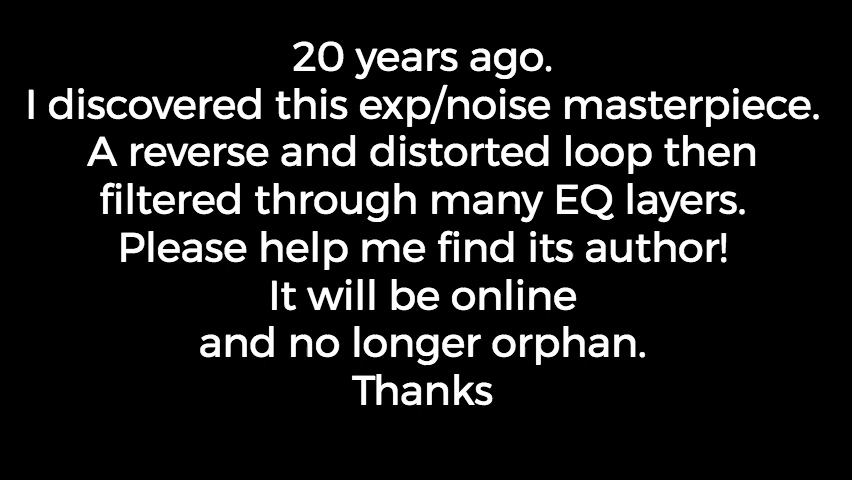 20 years ago.
I discovered this exp/noise masterpiece.
A reverse and distorted loop then
filtered through many EQ layers.
Please help me find its author!
It will be online
and no longer orphan.
Thanks